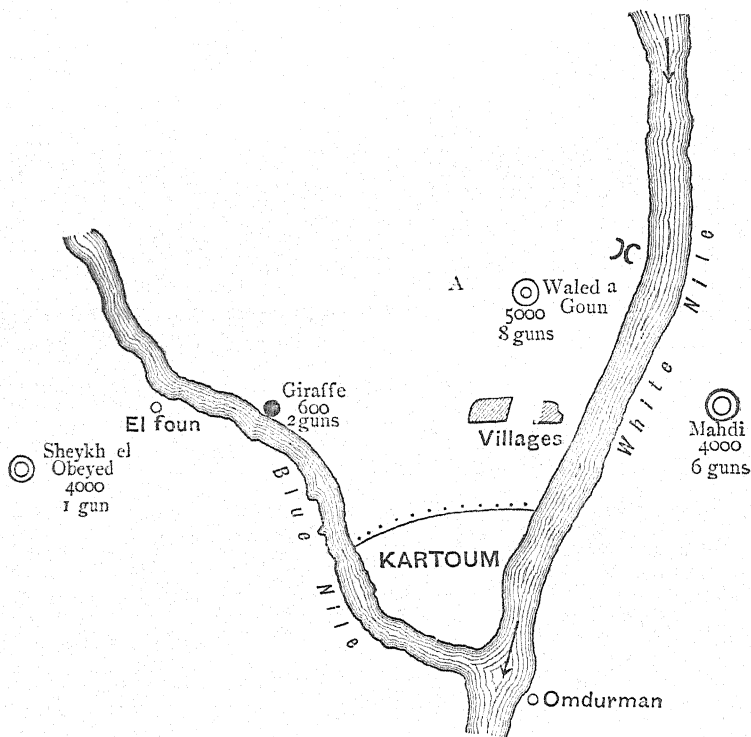 A
Waled a
Goun
5000
8 guns
White Nile
Giraffe
600
2 guns
El foun
Villages
Mahdi
4000
6 guns
Sheykh el
Obeyed
4000
1 gun
Blue Nile
KARTOUM
Omdurman